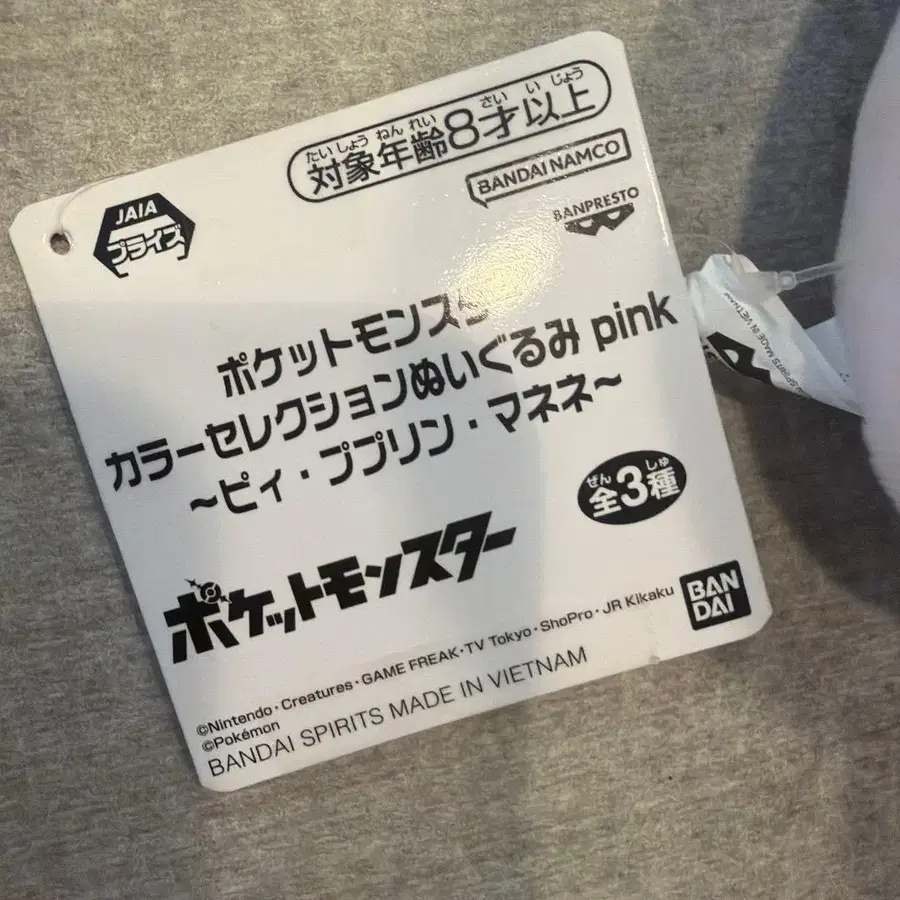 たいしょうねんれい さい いじょう
対象年齢8才以上
BANDAI NAMCO
BANPRESTO
JAIA
プライズ
ポケットモンスター
カラーセレクションぬいぐるみ pink
～ピィ・ププリン・マネネ～
ぜん しゅ
全3種
ポケットモンスター
BAN
DAI
©Nintendo・Creatures・GAME FREAK・TV Tokyo・ShoPro・JR Kikaku
©Pokémon
BANDAI SPIRITS MADE IN VIETNAM
SPIRITS MADE IN VIETNAM